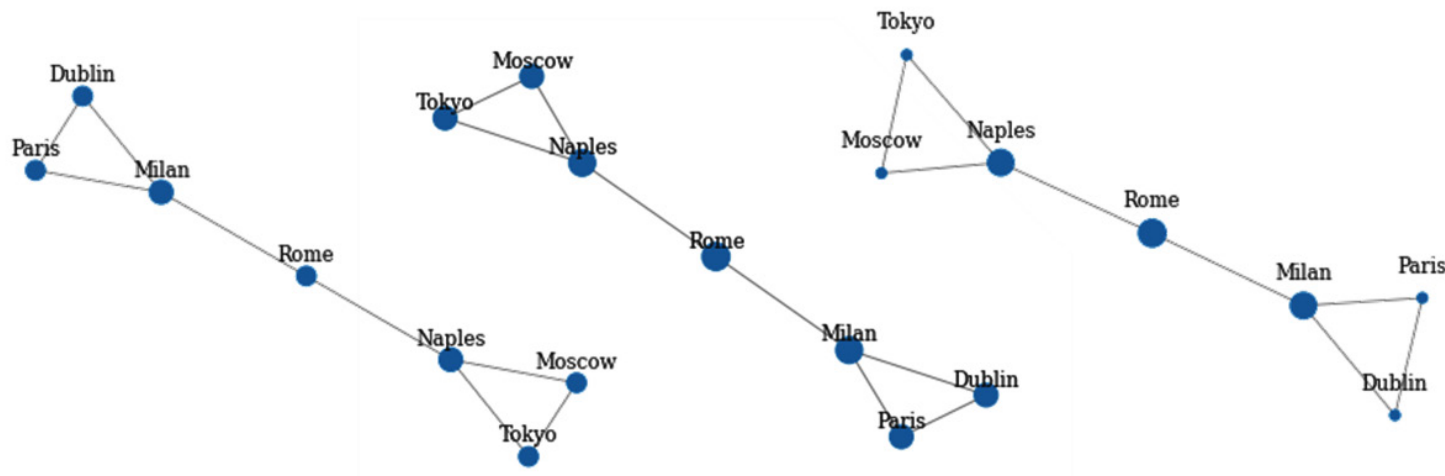 Dublin
Paris
Milan
Rome
Naples
Moscow
Tokyo
Moscow
Tokyo
Naples
Rome
Milan
Dublin
Paris
Tokyo
Moscow
Naples
Rome
Milan
Paris
Dublin